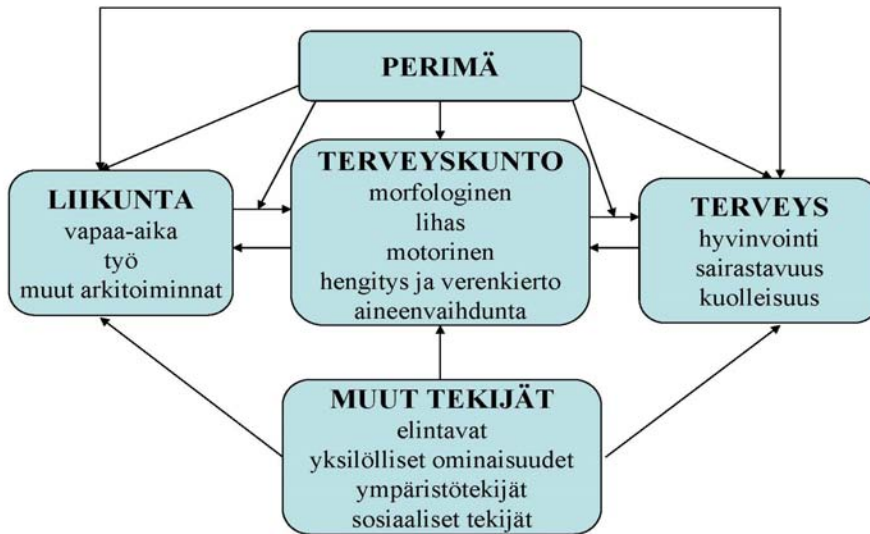 PERIMÄ
LIIKUNTA
vapaa-aika
työ
muut arkitoiminnat
TERVEYSKUNTO
morfologinen
lihas
motorinen
hengitys ja verenkierto
aineenvaihdunta
TERVEYS
hyvinvointi
sairastavuus
kuolleisuus
MUUT TEKIJÄT
elintavat
yksilölliset ominaisuudet
ympäristötekijät
sosiaaliset tekijät